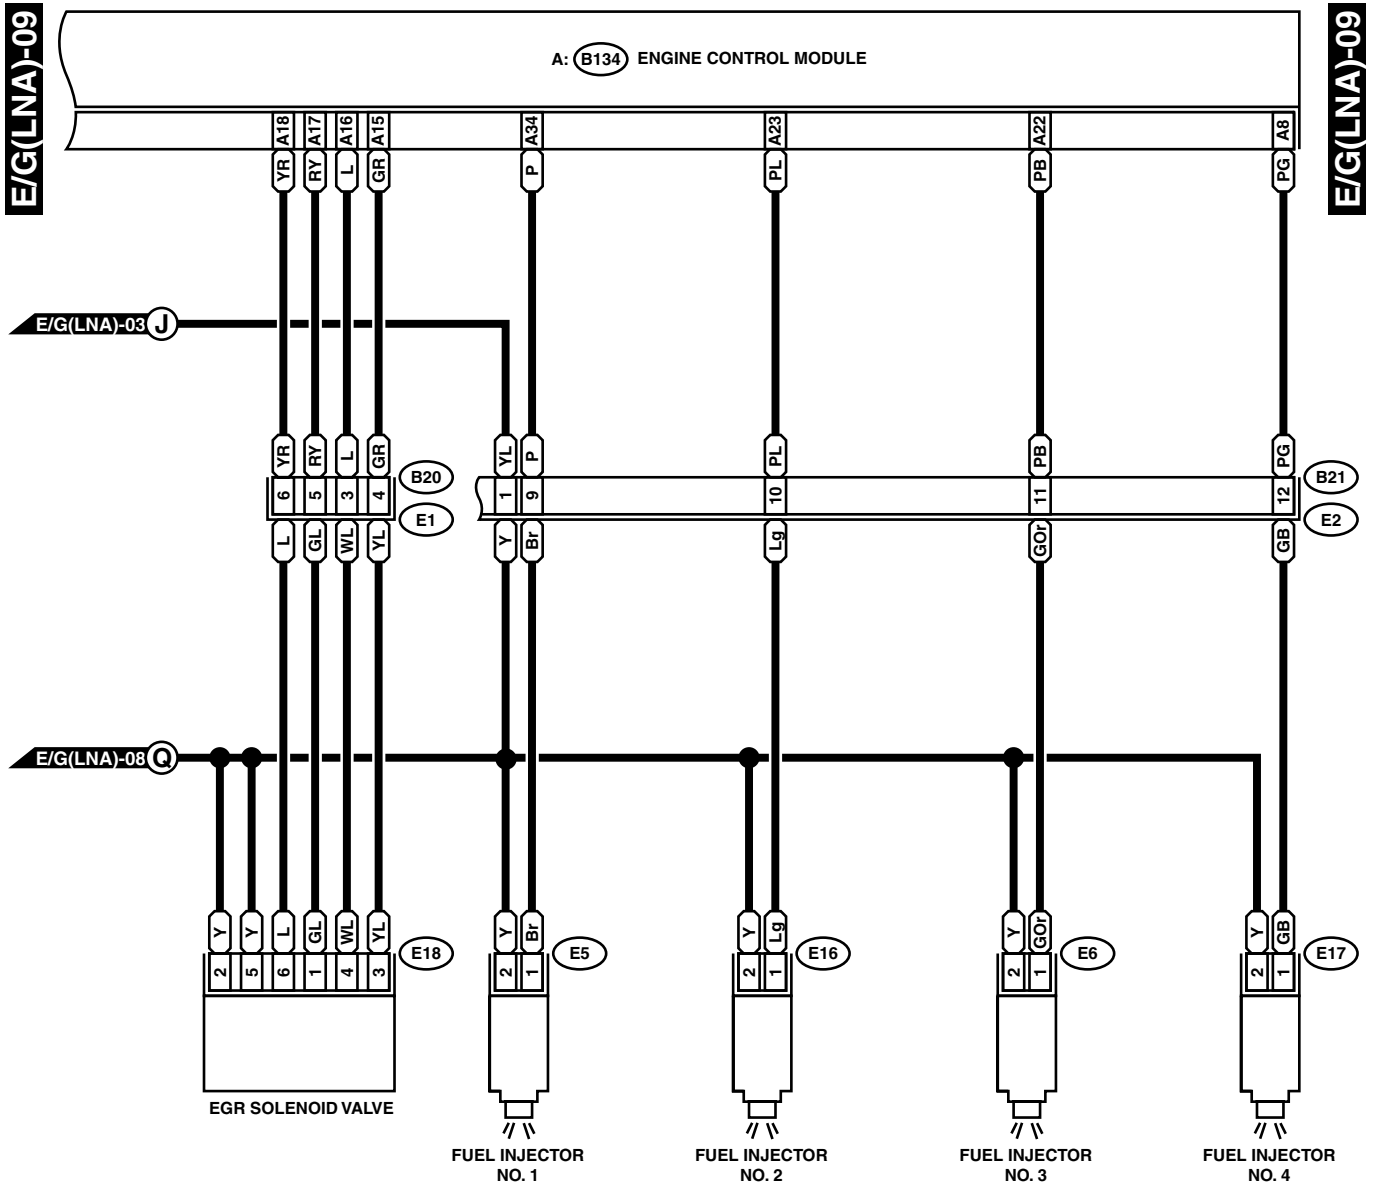 E/G(LNA)-09
E/G(LNA)-09
A: B134 ENGINE CONTROL MODULE
A18 A17 A16 A15 A34 A23 A22 A8
YR RY L GR P PL PB PG
E/G(LNA)-03 J
YR RY L GR YL P PL PB PG
B20 B21
6 5 3 4 1 9 10 11 12
E1 E2
L GL WL YL Y Br Lg GOr GB
E/G(LNA)-08 Q
Y Y L GL WL YL Y Br Y Lg Y GOr Y GB
E18 E5 E16 E6 E17
2 5 6 1 4 3 2 1 2 1 2 1 2 1
EGR SOLENOID VALVE
FUEL INJECTOR
NO. 1
FUEL INJECTOR
NO. 2
FUEL INJECTOR
NO. 3
FUEL INJECTOR
NO. 4